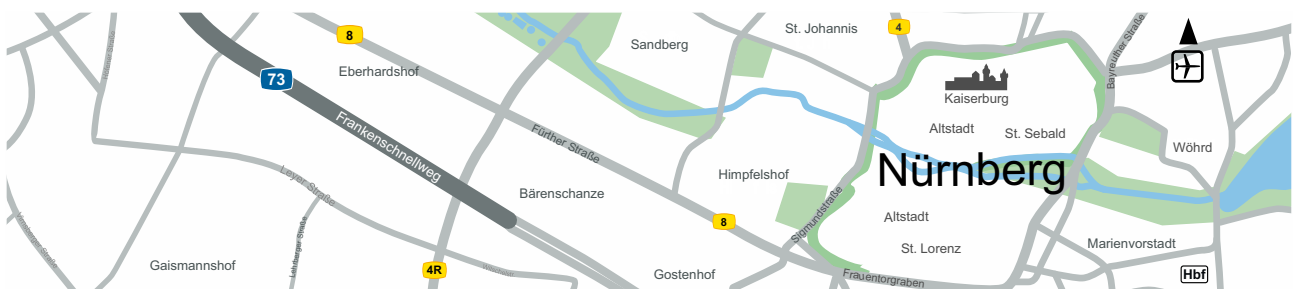 8
St. Johannis
4
Sandberg
Bayreuther Straße
Eberhardshof
73
Kaiserburg
Altstadt
St. Sebald
Frankenschnellweg
Fürther Straße
Wöhrd
Nürnberg
Leyer Straße
Himpfelshof
Bärenschanze
Sigmundstraße
Altstadt
8
St. Lorenz
Marienvorstadt
Gaismannshof
4R
Gostenhof
Frauentorgraben
Hbf